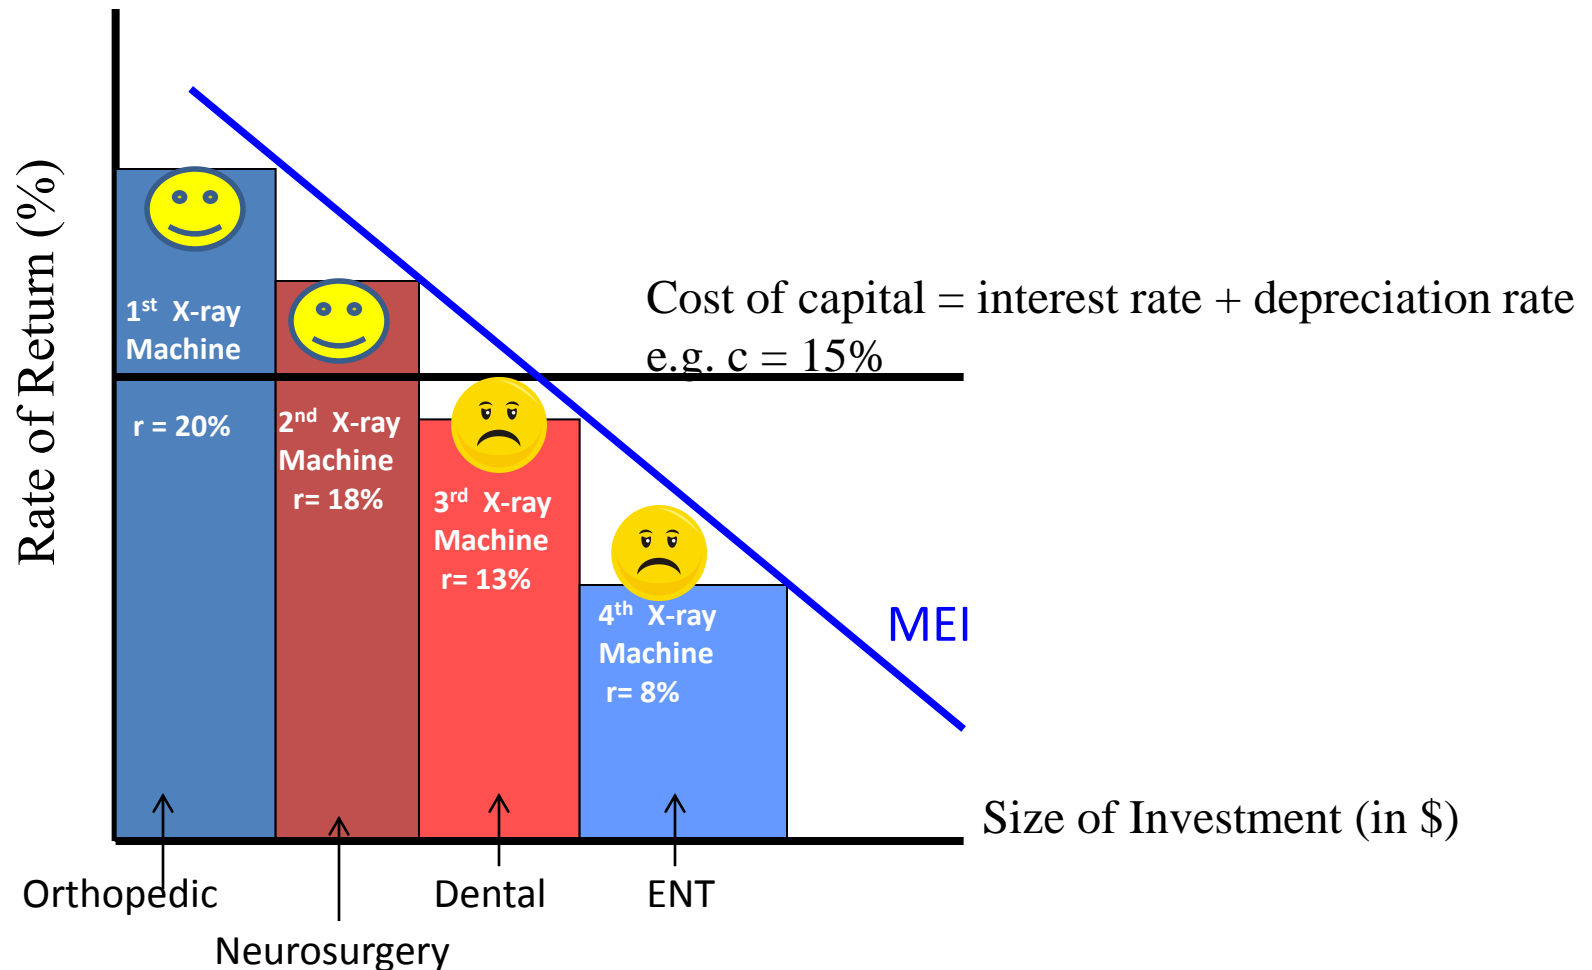 Rate of Return (%)
1st X-ray
Machine
r = 20%
2nd X-ray
Machine
r= 18%
3rd X-ray
Machine
r= 13%
4th X-ray
Machine
r= 8%
Cost of capital = interest rate + depreciation rate
e.g. c = 15%
MEI
Size of Investment (in $)
Orthopedic
Neurosurgery
Dental
ENT